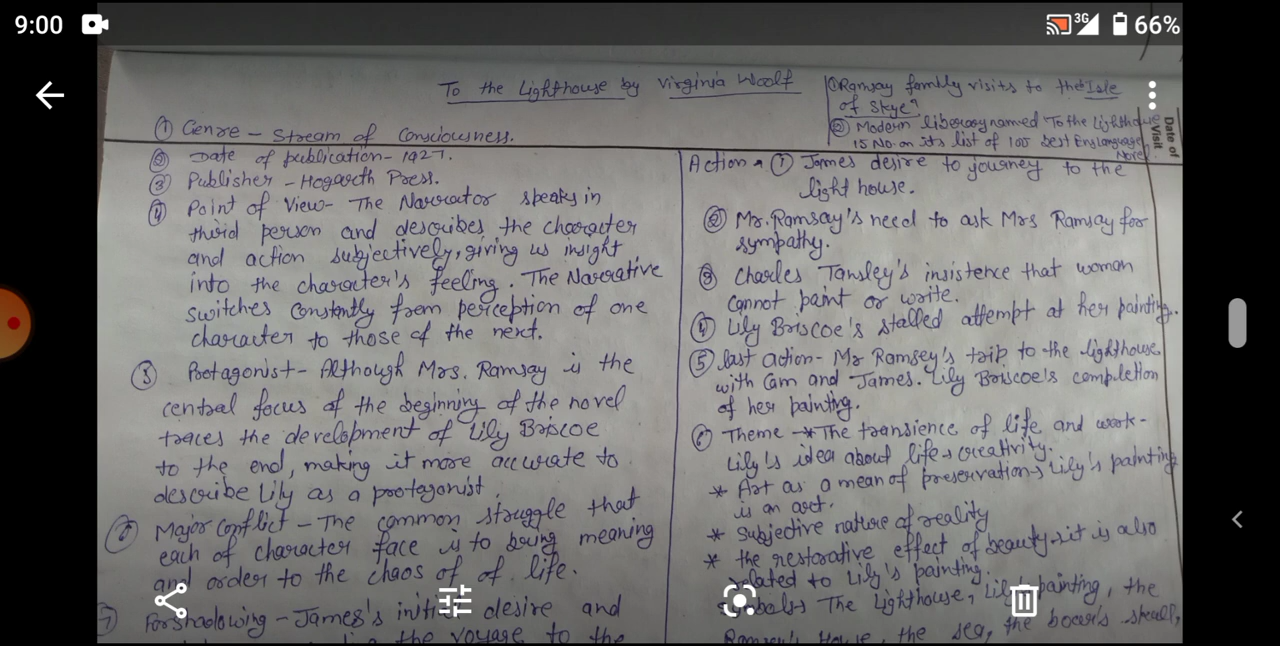 9:00
3G
66%
To the Lighthouse by Virginia Woolf
① Ramsay family visits to the Isle
of Skye"
② Modern liberary named To the Lighthouse
15 No. on its list of 100 best Englanguage
Novel
Date of
Visit
① Genre - Stream of Consciousness.
② Date of publication - 1927.
③ Publisher - Hogarth Press.
④ Point of View - The Narrator speaks in
third person and describes the character
and action subjectively, giving us insight
into the character's feeling. The Narrative
switches constantly from perception of one
character to those of the next.
⑤ Protagonist - Although Mrs. Ramsay is the
central focus of the beginning of the novel
traces the development of Lily Briscoe
to the end, making it more accurate to
describe Lily as a protagonist.
⑥ Major conflict - The common struggle that
each of character face is to bring meaning
and order to the chaos of of life.
⑦ Forshadowing - James's initial desire and
the voyage to the
Action - ① James desire to journey to the
light house.
② Mr. Ramsay's need to ask Mrs Ramsay for
sympathy.
③ Charles Tansley's insistence that woman
cannot paint or write.
④ Lily Briscoe's stalled attempt at her painting.
⑤ last action - Mr Ramsey's trip to the lighthouse
with Cam and James. Lily Briscoe's completion
of her painting.
⑥ Theme → * The transience of life and work -
Lily's idea about life & creativity.
* Art as a mean of preservation → Lily's painting
is an art.
* Subjective nature of reality
* the restorative effect of beauty → it is also
related to Lily's painting.
Symbols → The Lighthouse, Lily painting, the
Ramsey's House, the sea, the boar's skull,